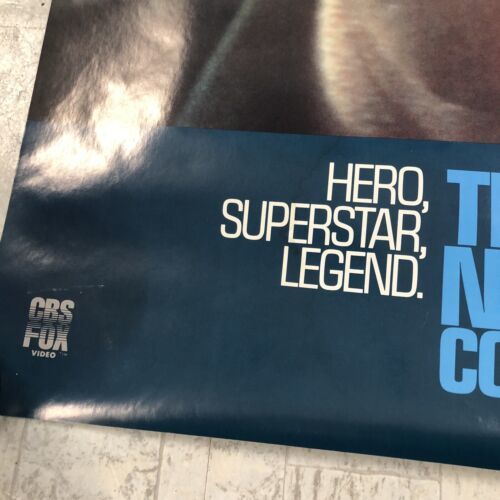 HERO,
SUPERSTAR,
LEGEND.
CBS
FOX
VIDEO